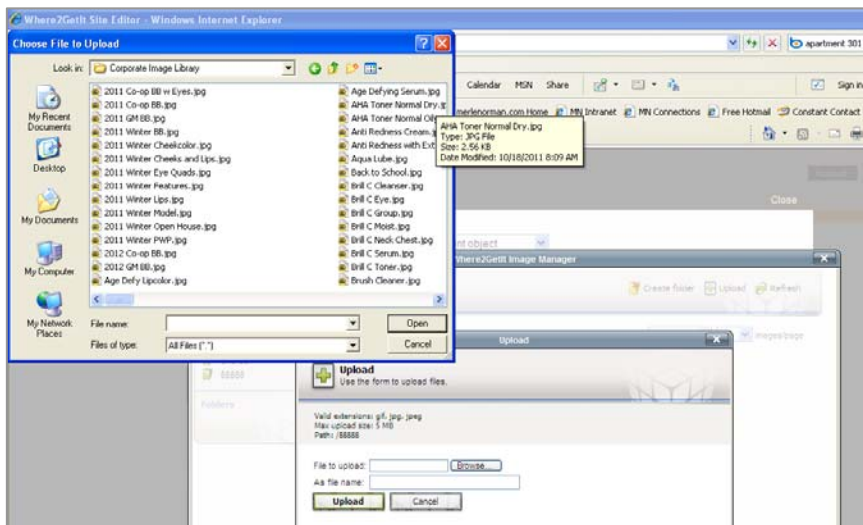 Where2GetIt Site Editor - Windows Internet Explorer
Choose File to Upload
Look in: Corporate Image Library
My Recent Documents
Desktop
My Documents
My Computer
My Network Places
2011 Co-op BB w Eyes.jpg
2011 Co-op BB.jpg
2011 GM BB.jpg
2011 Winter BB.jpg
2011 Winter Cheekcolor.jpg
2011 Winter Cheeks and Lips.jpg
2011 Winter Eye Quads.jpg
2011 Winter Features.jpg
2011 Winter Lips.jpg
2011 Winter Model.jpg
2011 Winter Open House.jpg
2011 Winter PWP.jpg
2012 Co-op BB.jpg
2012 GM BB.jpg
Age Defy Lipcolor.jpg
Age Defying Serum.jpg
AHA Toner Normal Dry.j
AHA Toner Normal Oily
Anti Redness Cream.j
Anti Redness with Ext
Aqua Lube.jpg
Back to School.jpg
Brill C Cleanser.jpg
Brill C Eye.jpg
Brill C Group.jpg
Brill C Moist.jpg
Brill C Neck Chest.jpg
Brill C Serum.jpg
Brill C Toner.jpg
Brush Cleaner.jpg
AHA Toner Normal Dry.jpg
Type: JPG File
Size: 2.56 KB
Date Modified: 10/18/2011 8:09 AM
File name:
Open
Files of type: All Files (*.*)
Cancel
apartment 301
Calendar MSN Share
Sign in
merlenorman.com Home MN Intranet MN Connections Free Hotmail Constant Contact
Close
nt object
Where2GetIt Image Manager
Create folder Upload Refresh
images/page
88888
Folders
Upload
Upload
Use the form to upload files.
Valid extensions: gif, jpg, jpeg
Max upload size: 5 MB
Path: /88888
File to upload: Browse...
As file name:
Upload Cancel